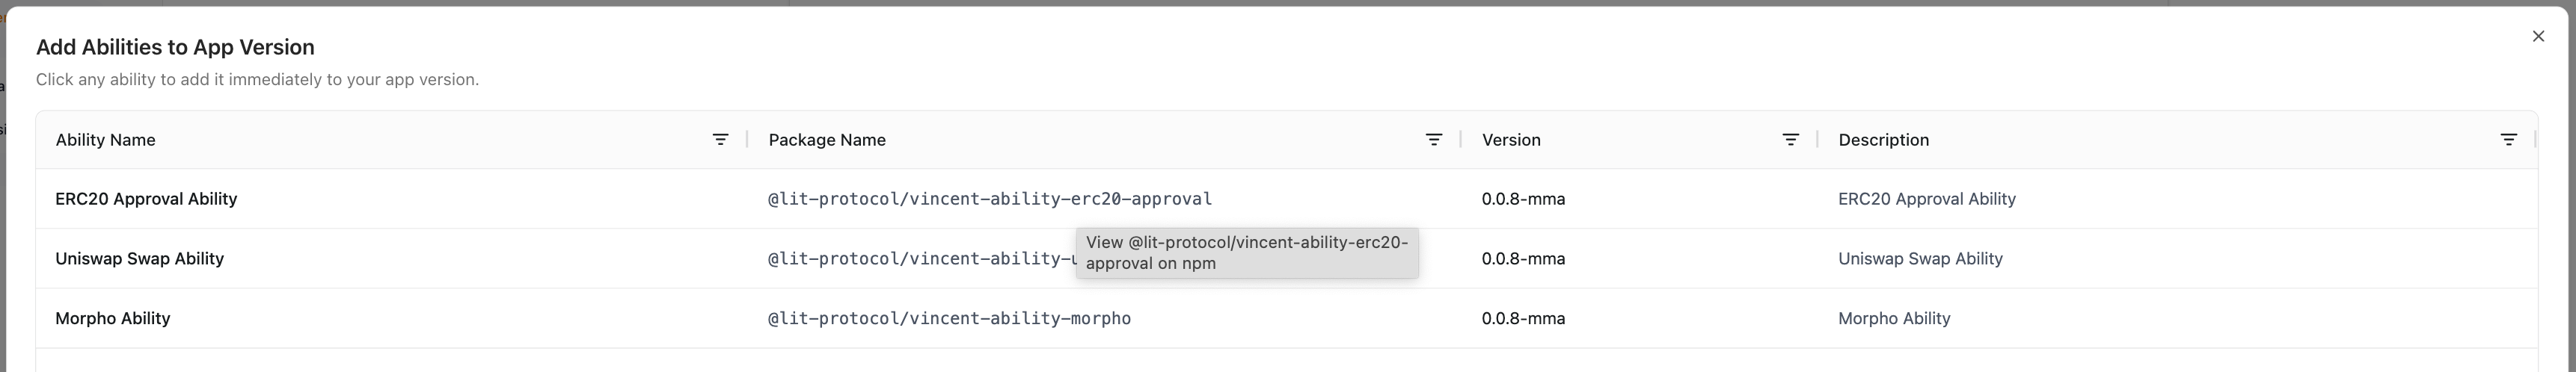 Add Abilities to App Version
Click any ability to add it immediately to your app version.
Ability Name Package Name Version Description
ERC20 Approval Ability @lit-protocol/vincent-ability-erc20-approval 0.0.8-mma ERC20 Approval Ability
View @lit-protocol/vincent-ability-erc20-
approval on npm
Uniswap Swap Ability @lit-protocol/vincent-ability- 0.0.8-mma Uniswap Swap Ability
Morpho Ability @lit-protocol/vincent-ability-morpho 0.0.8-mma Morpho Ability